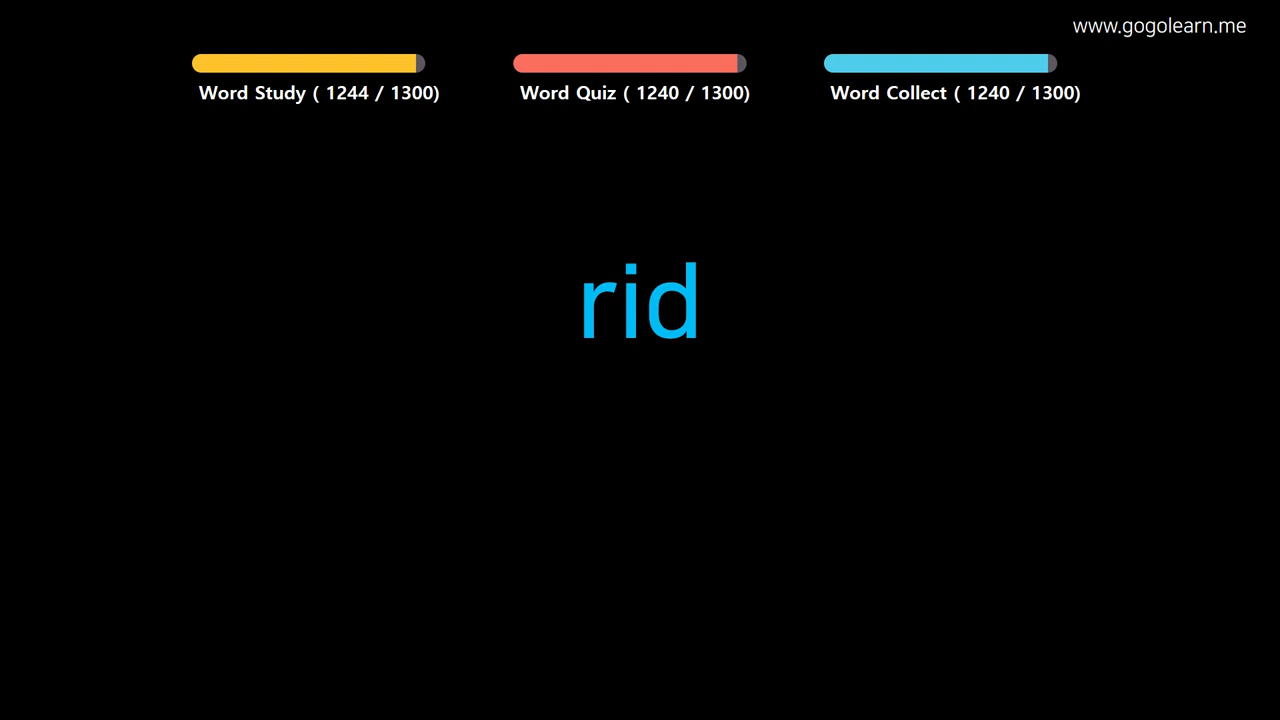 www.gogolearn.me
Word Study ( 1244 / 1300)
Word Quiz ( 1240 / 1300)
Word Collect ( 1240 / 1300)
rid